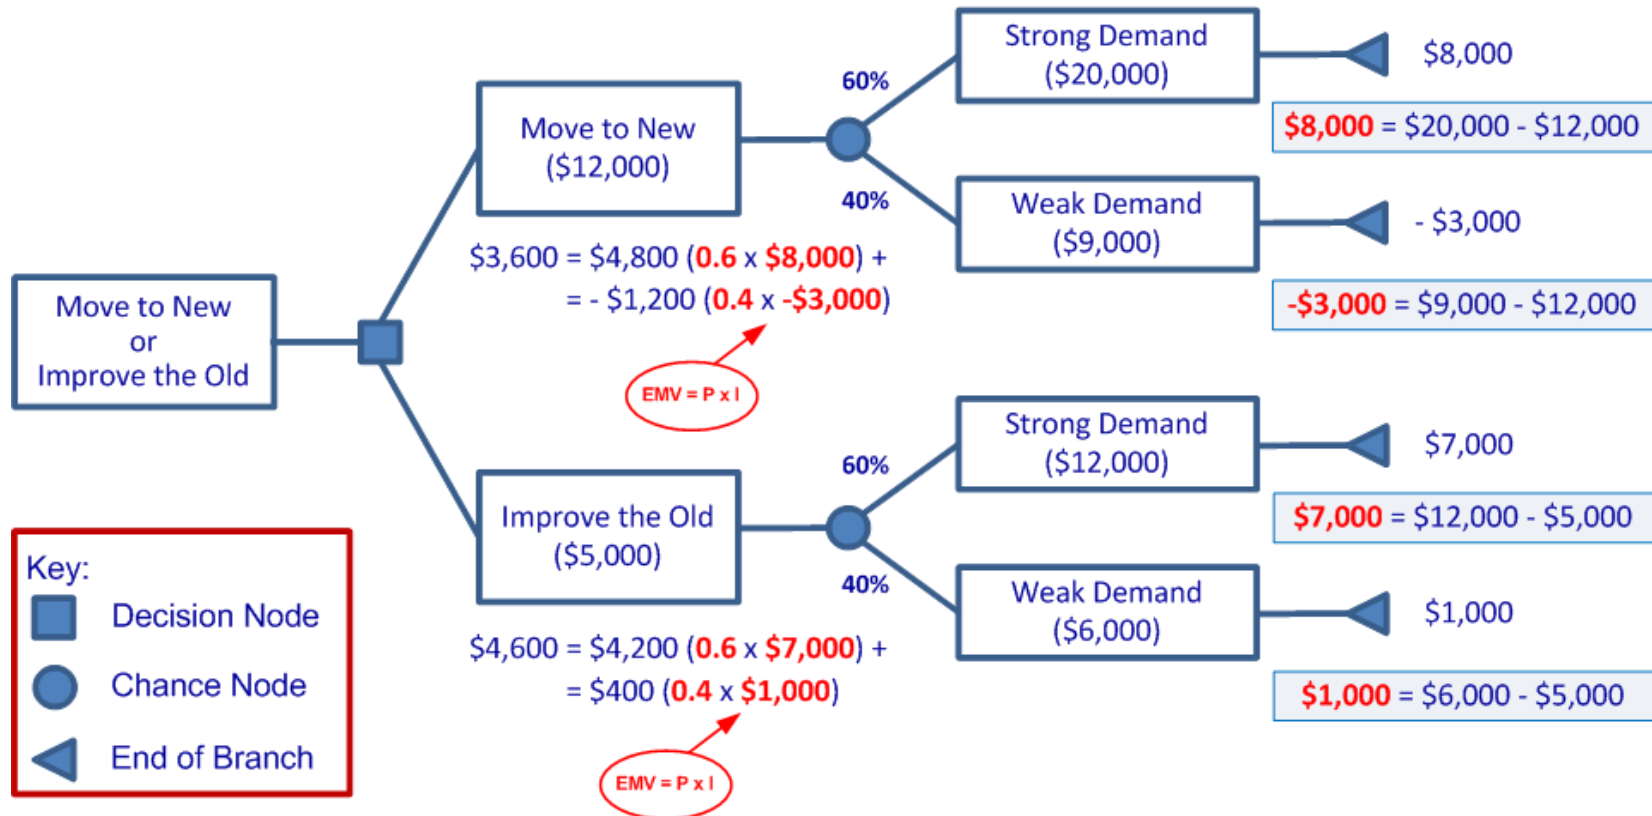 Move to New
or
Improve the Old
Move to New
($12,000)
$3,600 = $4,800 (0.6 x $8,000) +
= - $1,200 (0.4 x -$3,000)
EMV = P x I
60%
40%
Strong Demand
($20,000)
$8,000
$8,000 = $20,000 - $12,000
Weak Demand
($9,000)
- $3,000
-$3,000 = $9,000 - $12,000
Improve the Old
($5,000)
$4,600 = $4,200 (0.6 x $7,000) +
= $400 (0.4 x $1,000)
EMV = P x I
60%
40%
Strong Demand
($12,000)
$7,000
$7,000 = $12,000 - $5,000
Weak Demand
($6,000)
$1,000
$1,000 = $6,000 - $5,000
Key:
Decision Node
Chance Node
End of Branch